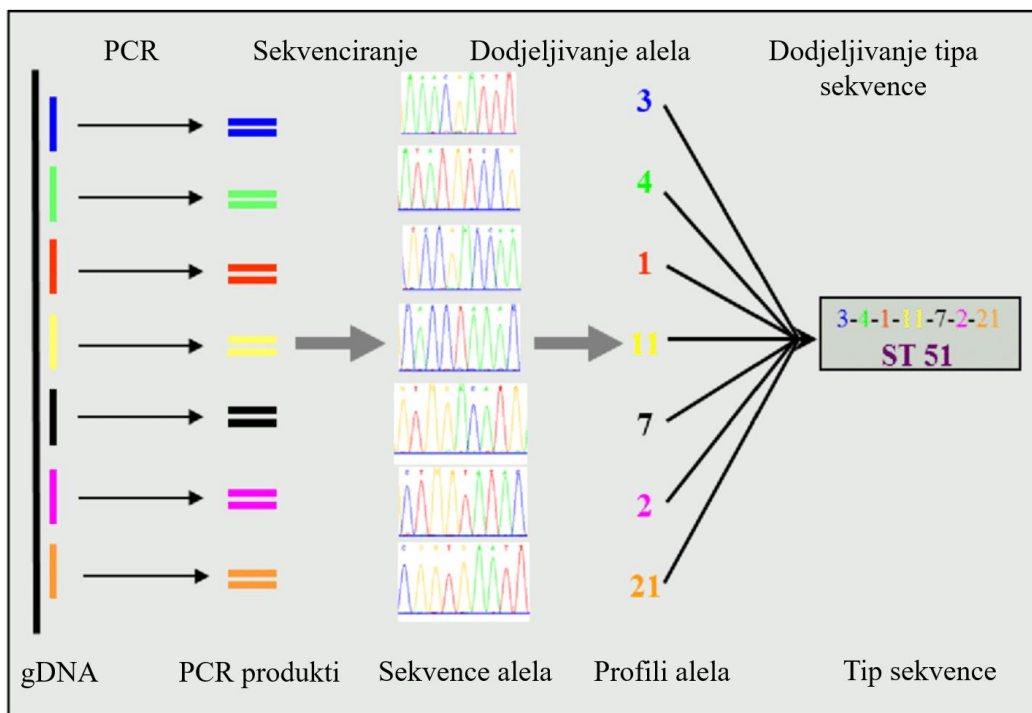 PCR
Sekvenciranje
Dodjeljivanje alela
Dodjeljivanje tipa
sekvence
3
4
1
11
7
2
21
3-4-1-11-7-2-21
ST 51
gDNA
PCR produkti
Sekvence alela
Profili alela
Tip sekvence